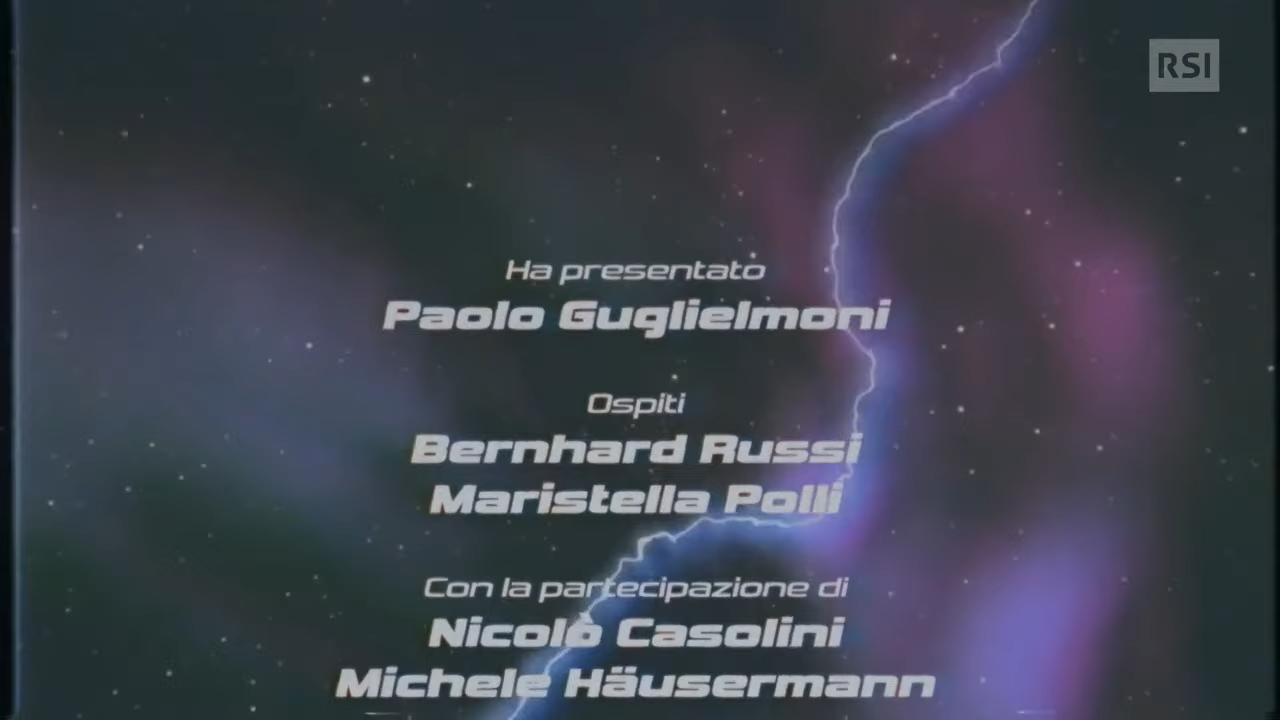 RSI
Ha presentato
Paolo Guglielmoni
Ospiti
Bernhard Russi
Maristella Polli
Con la partecipazione di
Nicolò Casolini
Michele Häusermann